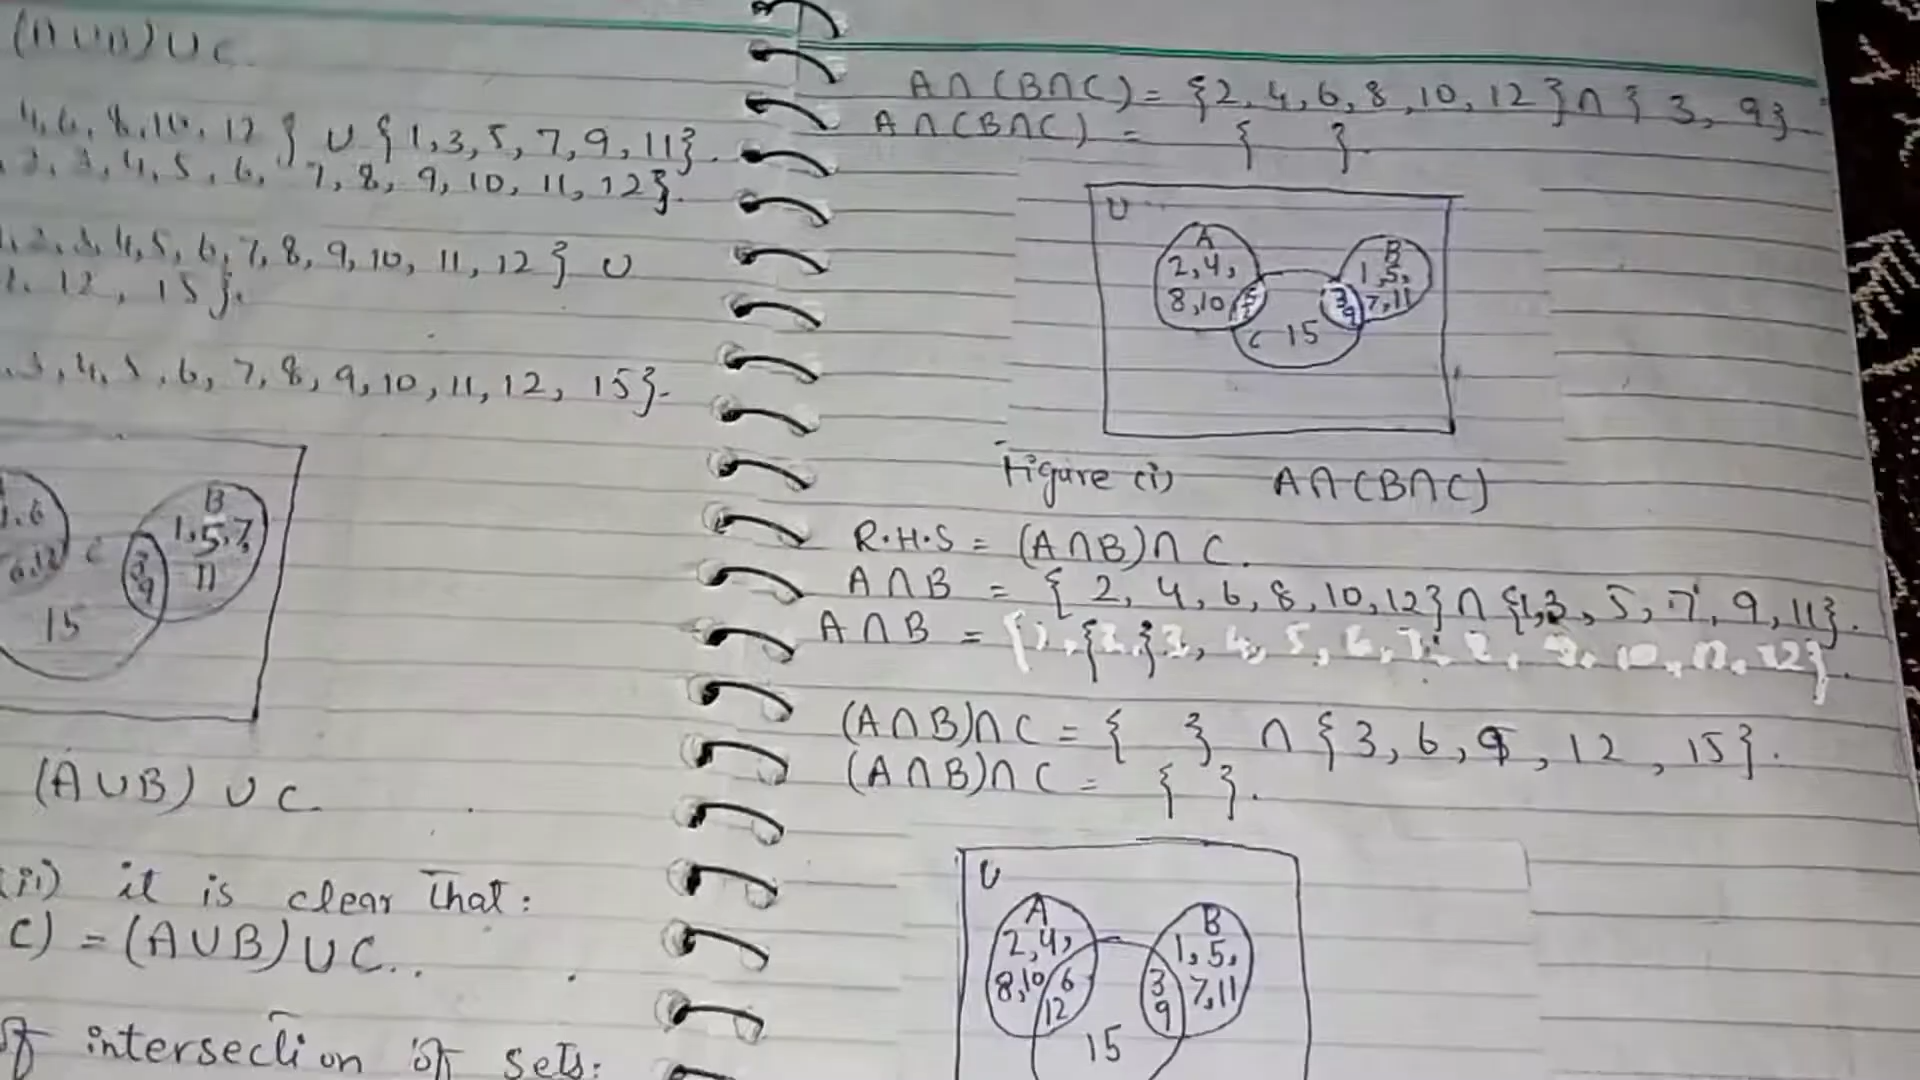 (A∪B)∪C.
4,6,8,10,12} ∪ {1,3,5,7,9,11}.
2,3,4,5,6,7,8,9,10,11,12}.
1,2,3,4,5,6,7,8,9,10,11,12} ∪
12, 15}.
3,4,5,6,7,8,9,10,11,12,15}.
B
1,5,7,
11
C
3
9
15
(A∪B) ∪ C.
(ii) it is clear that:
C) = (A∪B) ∪ C..
of intersection of sets:
A∩(B∩C) = {2,4,6,8,10,12} ∩ {3,9}
A∩(B∩C) = { }.
U
A
2,4,
8,10
B
1,5,
7,11
3
9
C 15
Figure (i) A∩(B∩C)
R.H.S = (A∩B)∩C.
A∩B = {2,4,6,8,10,12} ∩ {1,3,5,7,9,11}.
A∩B = { }
(A∩B)∩C = { } ∩ {3,6,9,12,15}.
(A∩B)∩C = { }.
U
A
2,4,
8,10
6
12
B
1,5,
7,11
3
9
15